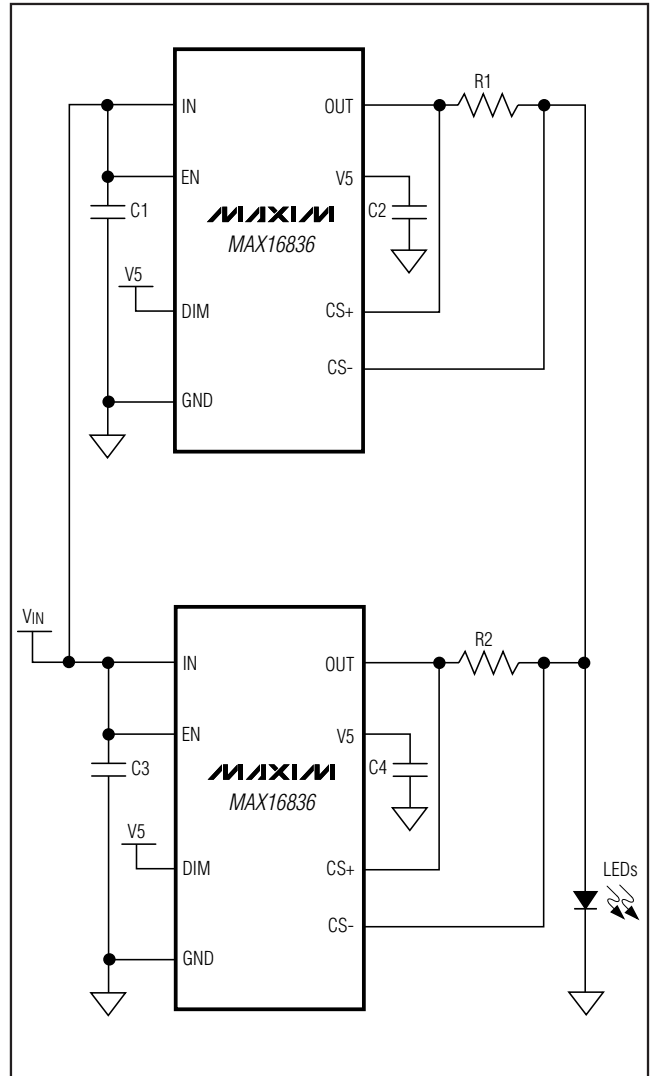 R1
IN
OUT
EN
V5
C1
C2
MAXIM
MAX16836
V5
DIM
CS+
CS-
GND
VIN
R2
IN
OUT
EN
V5
C3
C4
MAXIM
MAX16836
V5
DIM
CS+
LEDs
CS-
GND